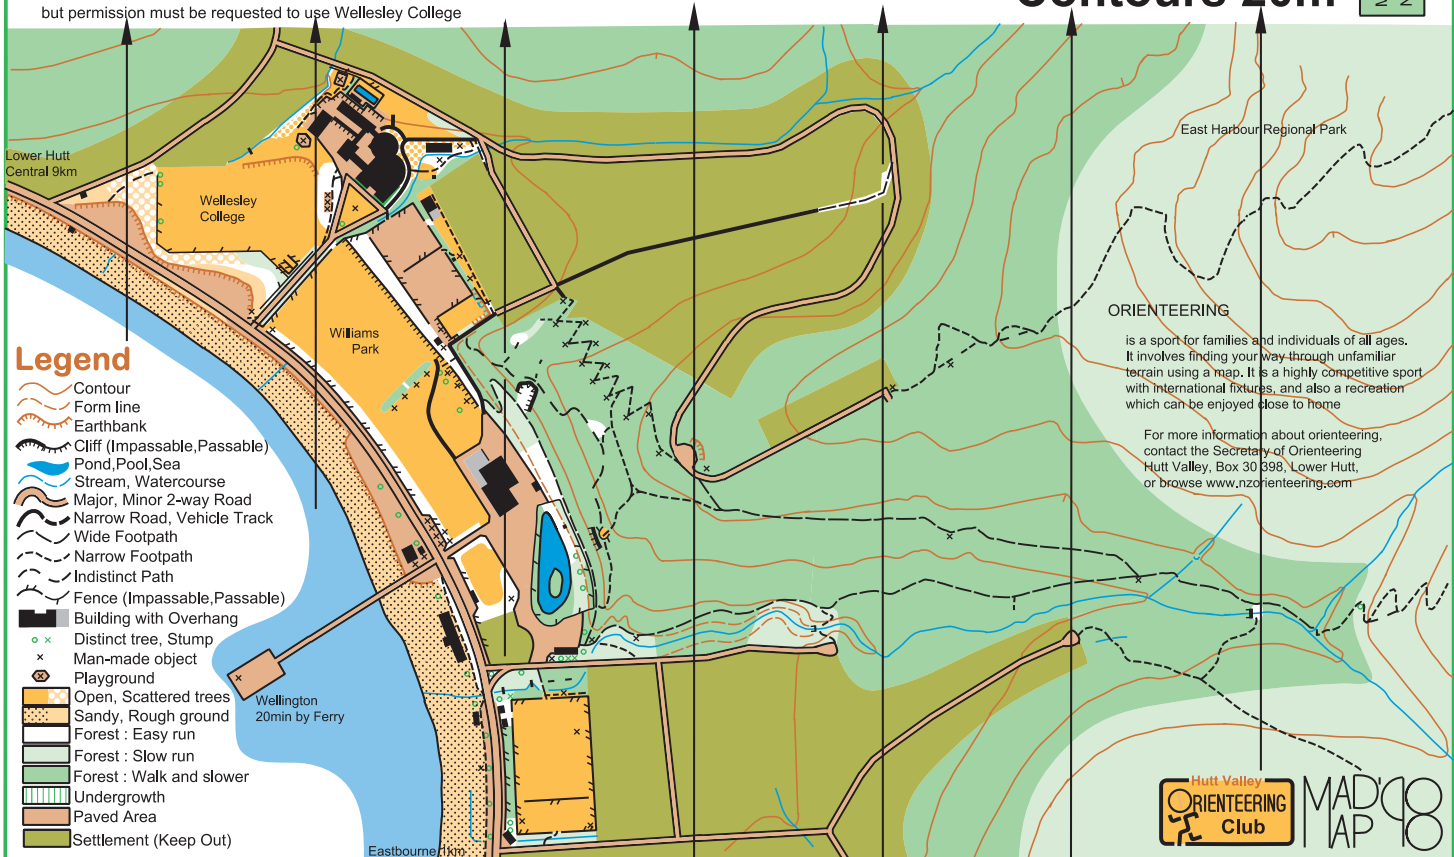 but permission must be requested to use Wellesley College
Contours 20m
East Harbour Regional Park
Lower Hutt
Central 9km
Wellesley
College
Williams
Park
ORIENTEERING
is a sport for families and individuals of all ages.
It involves finding your way through unfamiliar
terrain using a map. It is a highly competitive sport
with international fixtures, and also a recreation
which can be enjoyed close to home
For more information about orienteering,
contact the Secretary of Orienteering
Hutt Valley, Box 30 398, Lower Hutt,
or browse www.nzorienteering.com
Legend
Contour
Form line
Earthbank
Cliff (Impassable,Passable)
Pond,Pool,Sea
Stream, Watercourse
Major, Minor 2-way Road
Narrow Road, Vehicle Track
Wide Footpath
Narrow Footpath
Indistinct Path
Fence (Impassable,Passable)
Building with Overhang
Distinct tree, Stump
Man-made object
Playground
Open, Scattered trees
Sandy, Rough ground
Forest : Easy run
Forest : Slow run
Forest : Walk and slower
Undergrowth
Paved Area
Settlement (Keep Out)
Wellington
20min by Ferry
Eastbourne 1km
Hutt Valley
ORIENTEERING
Club
MAD'98
MAP